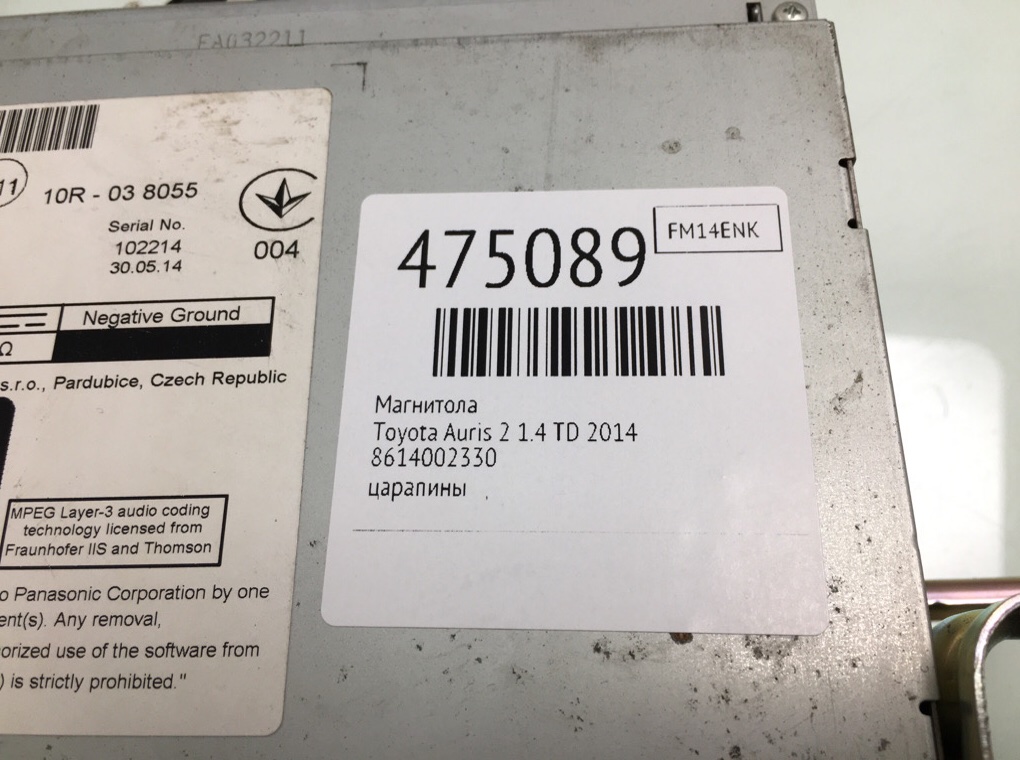 FA032211
11
10R - 03 8055
Serial No.
102214
30.05.14
004
Negative Ground
Ω
s.r.o., Pardubice, Czech Republic
MPEG Layer-3 audio coding
technology licensed from
Fraunhofer IIS and Thomson
o Panasonic Corporation by one
ent(s). Any removal,
orized use of the software from
) is strictly prohibited."
475089
FM14ENK
Магнитола
Toyota Auris 2 1.4 TD 2014
8614002330
царапины